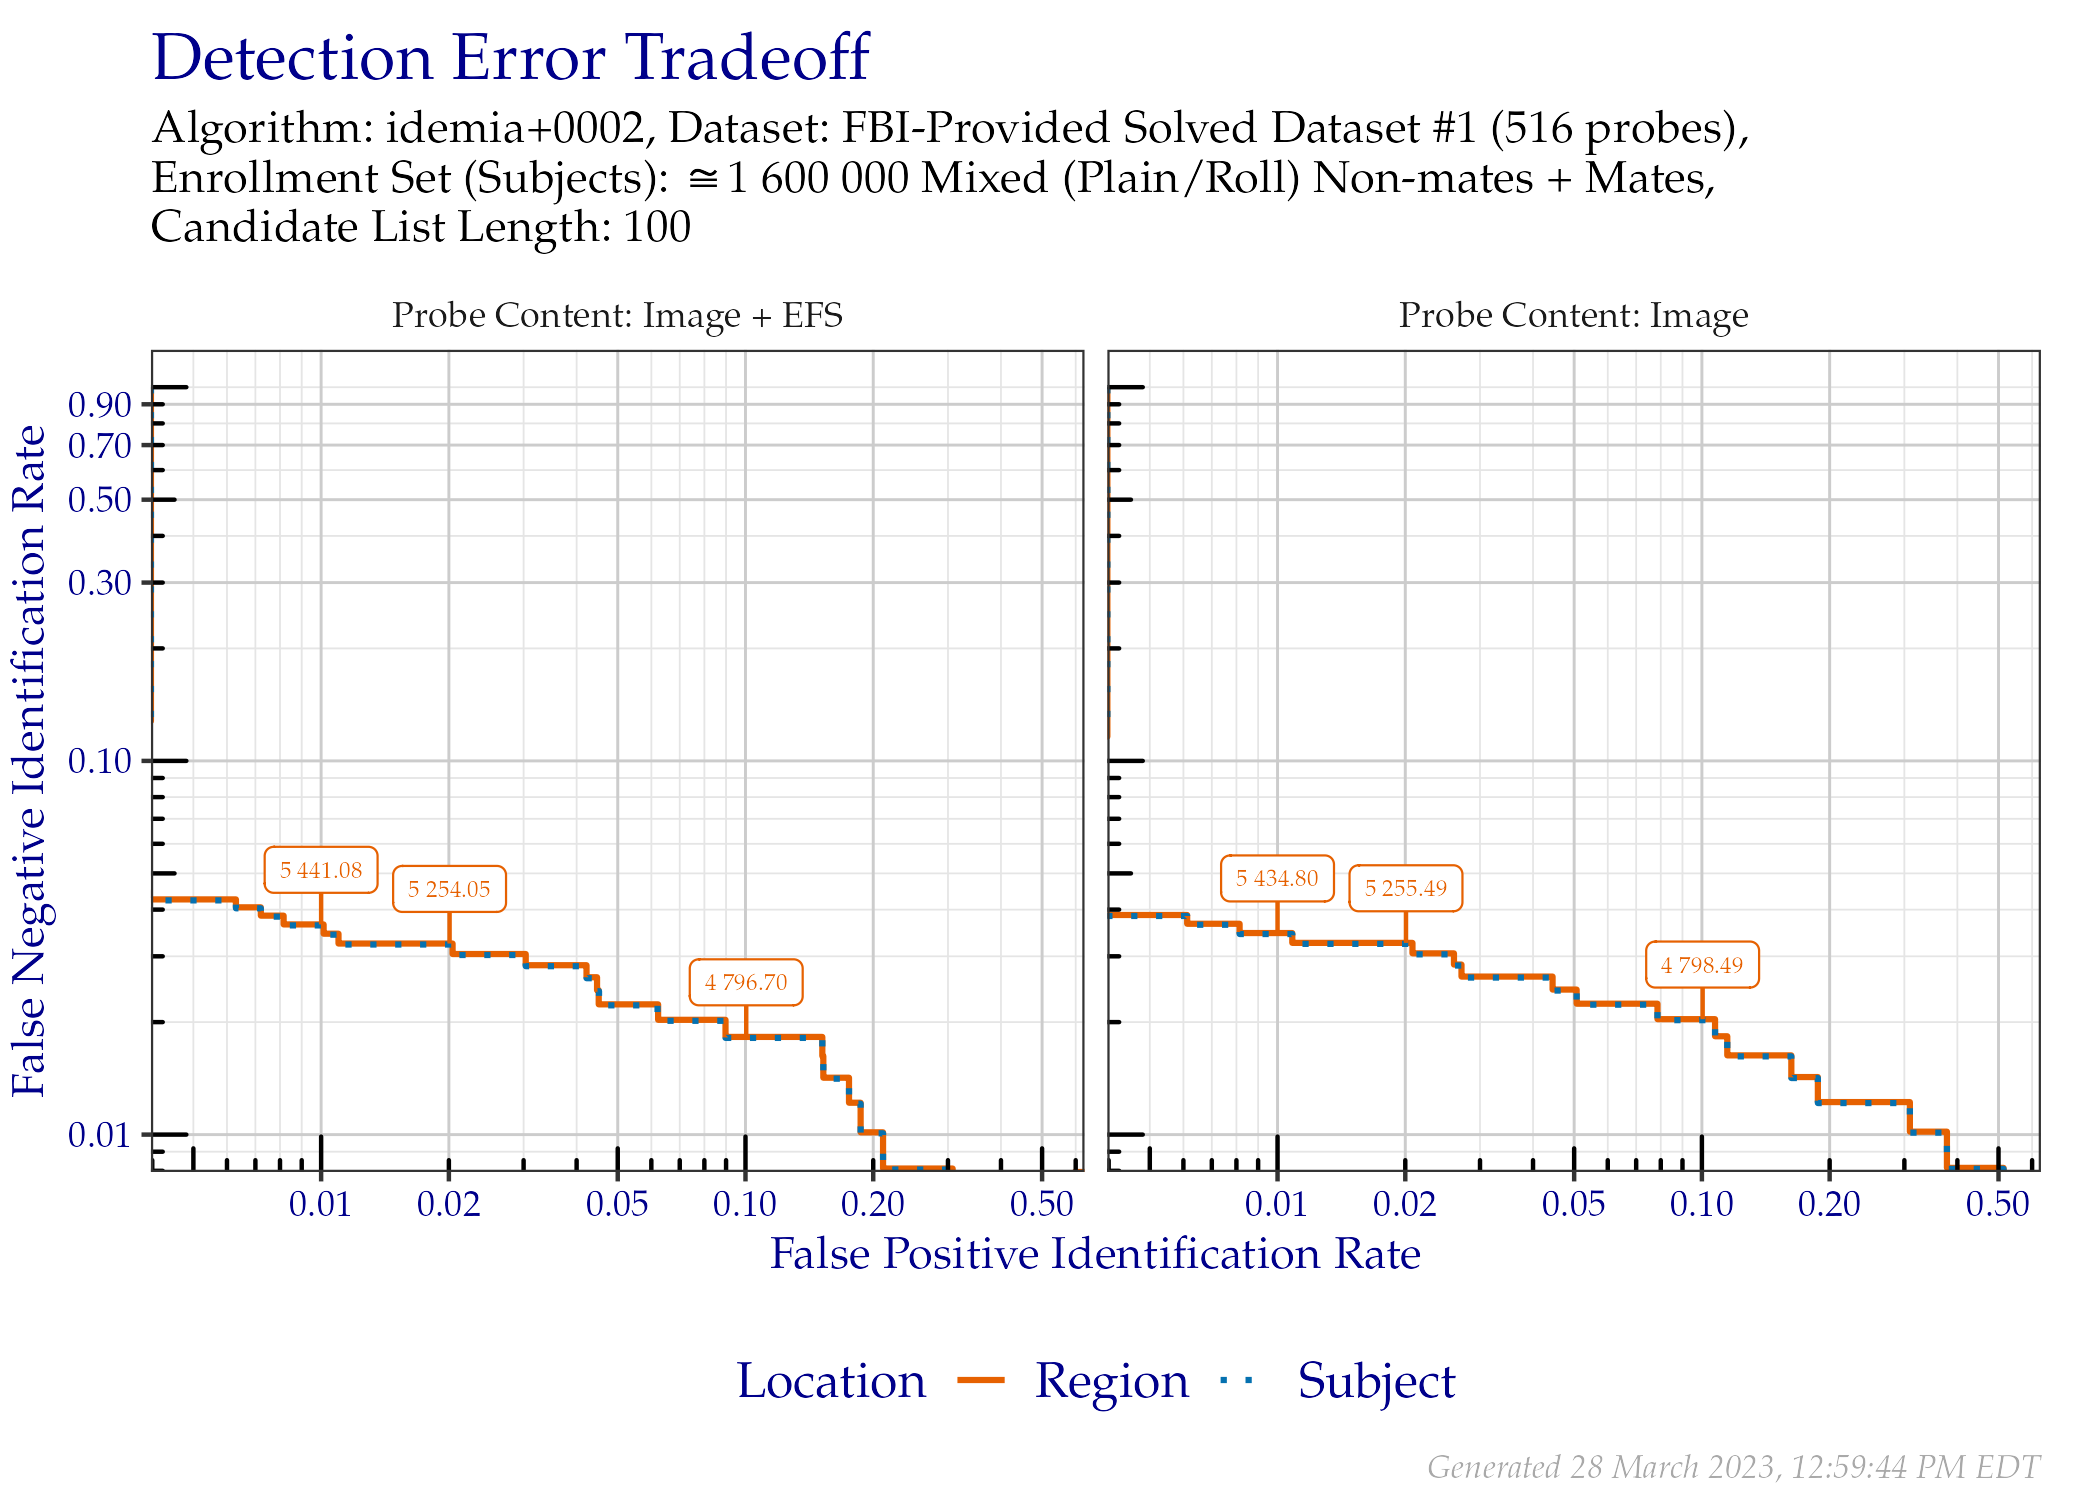 Detection Error Tradeoff
Algorithm: idemia+0002, Dataset: FBI-Provided Solved Dataset #1 (516 probes),
Enrollment Set (Subjects): ≅1 600 000 Mixed (Plain/Roll) Non-mates + Mates,
Candidate List Length: 100
Probe Content: Image + EFS
Probe Content: Image
False Negative Identification Rate
0.90
0.70
0.50
0.30
0.10
0.01
5 441.08
5 254.05
4 796.70
5 434.80
5 255.49
4 798.49
0.01 0.02 0.05 0.10 0.20 0.50
0.01 0.02 0.05 0.10 0.20 0.50
False Positive Identification Rate
Location Region Subject
Generated 28 March 2023, 12:59:44 PM EDT